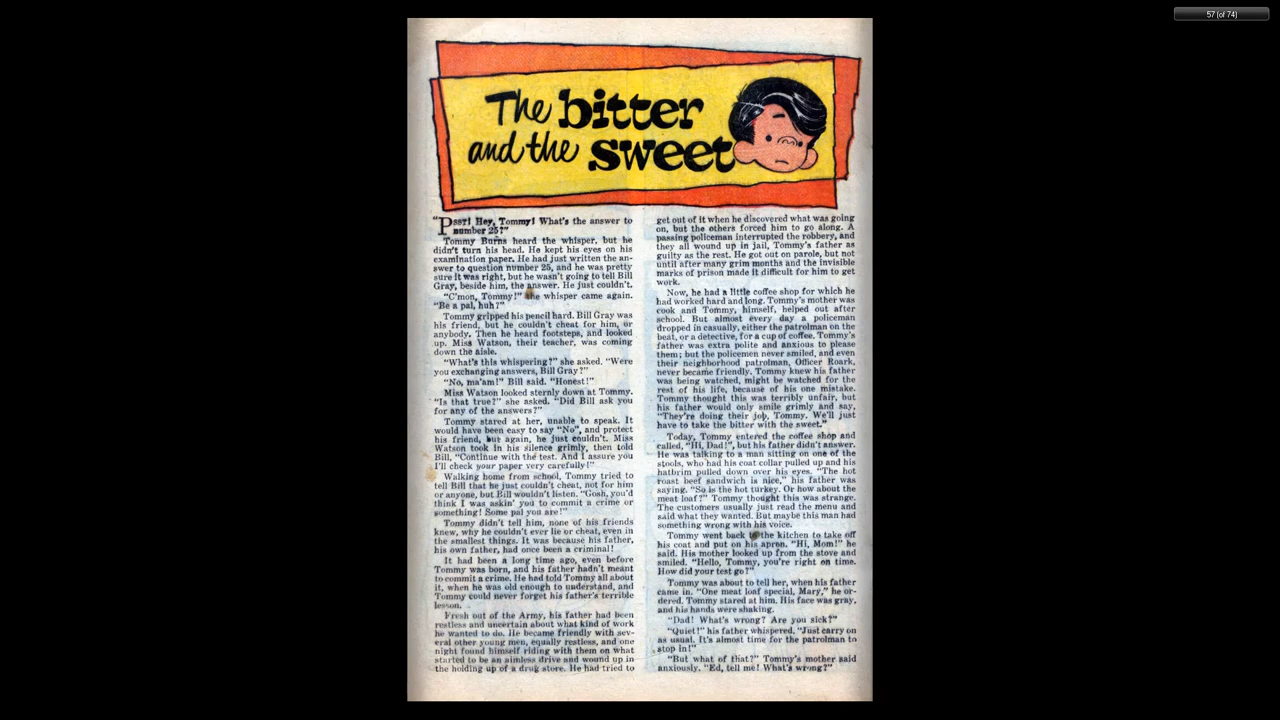 57 (of 74)
The bitter
and the sweet
"Psst! Hey, Tommy! What's the answer to
number 25?"
Tommy Burns heard the whisper, but he
didn't turn his head. He kept his eyes on his
examination paper. He had just written the an-
swer to question number 25, and he was pretty
sure it was right, but he wasn't going to tell Bill
Gray, beside him, the answer. He just couldn't.
"C'mon, Tommy!" the whisper came again.
"Be a pal, huh?"
Tommy gripped his pencil hard. Bill Gray was
his friend, but he couldn't cheat for him, or
anybody. Then he heard footsteps, and looked
up. Miss Watson, their teacher, was coming
down the aisle.
"What's this whispering?" she asked. "Were
you exchanging answers, Bill Gray?"
"No, ma'am!" Bill said. "Honest!"
Miss Watson looked sternly down at Tommy.
"Is that true?" she asked. "Did Bill ask you
for any of the answers?"
Tommy stared at her, unable to speak. It
would have been easy to say "No", and protect
his friend, but again, he just couldn't. Miss
Watson took in his silence grimly, then told
Bill, "Continue with the test. And I assure you
I'll check your paper very carefully!"
Walking home from school, Tommy tried to
tell Bill that he just couldn't cheat, not for him
or anyone, but Bill wouldn't listen. "Gosh, you'd
think I was askin' you to commit a crime or
something! Some pal you are!"
Tommy didn't tell him, none of his friends
knew, why he couldn't ever lie or cheat, even in
the smallest things. It was because his father,
his own father, had once been a criminal!
It had been a long time ago, even before
Tommy was born, and his father hadn't meant
to commit a crime. He had told Tommy all about
it, when he was old enough to understand, and
Tommy could never forget his father's terrible
lesson.
Fresh out of the Army, his father had been
restless and uncertain about what kind of work
he wanted to do. He became friendly with sev-
eral other young men, equally restless, and one
night found himself riding with them on what
started to be an aimless drive and wound up in
the holding up of a drug store. He had tried to
get out of it when he discovered what was going
on, but the others forced him to go along. A
passing policeman interrupted the robbery, and
they all wound up in jail, Tommy's father as
guilty as the rest. He got out on parole, but not
until after many grim months and the invisible
marks of prison made it difficult for him to get
work.
Now, he had a little coffee shop for which he
had worked hard and long. Tommy's mother was
cook and Tommy, himself, helped out after
school. But almost every day a policeman
dropped in casually, either the patrolman on the
beat, or a detective, for a cup of coffee. Tommy's
father was extra polite and anxious to please
them; but the policemen never smiled, and even
their neighborhood patrolman, Officer Roark,
never became friendly. Tommy knew his father
was being watched, might be watched for the
rest of his life, because of his one mistake.
Tommy thought this was terribly unfair, but
his father would only smile grimly and say,
"They're doing their job, Tommy. We'll just
have to take the bitter with the sweet."
Today, Tommy entered the coffee shop and
called, "Hi, Dad!", but his father didn't answer.
He was talking to a man sitting on one of the
stools, who had his coat collar pulled up and his
hatbrim pulled down over his eyes. "The hot
roast beef sandwich is nice," his father was
saying. "So is the hot turkey. Or how about the
meat loaf?" Tommy thought this was strange.
The customers usually just read the menu and
said what they wanted. But maybe this man had
something wrong with his voice.
Tommy went back to the kitchen to take off
his coat and put on his apron. "Hi, Mom!" he
said. His mother looked up from the stove and
smiled. "Hello, Tommy, you're right on time.
How did your test go?"
Tommy was about to tell her, when his father
came in. "One meat loaf special, Mary," he or-
dered. Tommy stared at him. His face was gray,
and his hands were shaking.
"Dad! What's wrong? Are you sick?"
"Quiet!" his father whispered. "Just carry on
as usual. It's almost time for the patrolman to
stop in!"
"But what of that?" Tommy's mother said
anxiously. "Ed, tell me! What's wrong?"